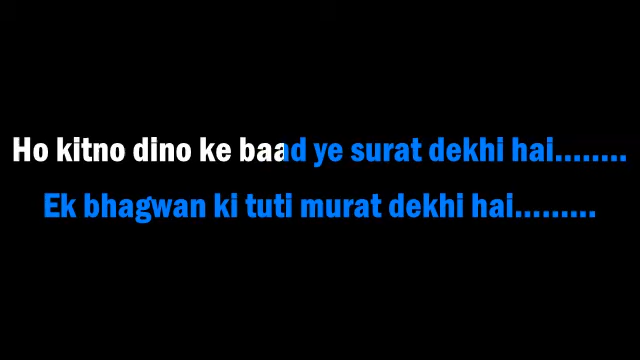 Ho kitno dino ke baad ye surat dekhi hai........
Ek bhagwan ki tuti murat dekhi hai.........